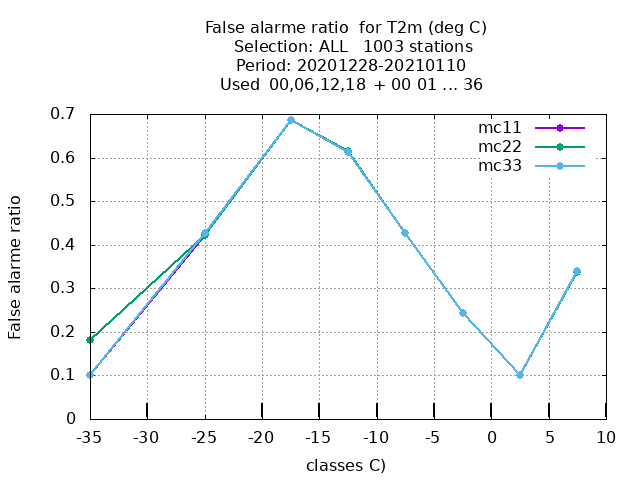 False alarme ratio for T2m (deg C)
Selection: ALL 1003 stations
Period: 20201228-20210110
Used 00,06,12,18 + 00 01 ... 36
False alarme ratio
0.7
0.6
0.5
0.4
0.3
0.2
0.1
0
mc11
mc22
mc33
-35 -30 -25 -20 -15 -10 -5 0 5 10
classes C)